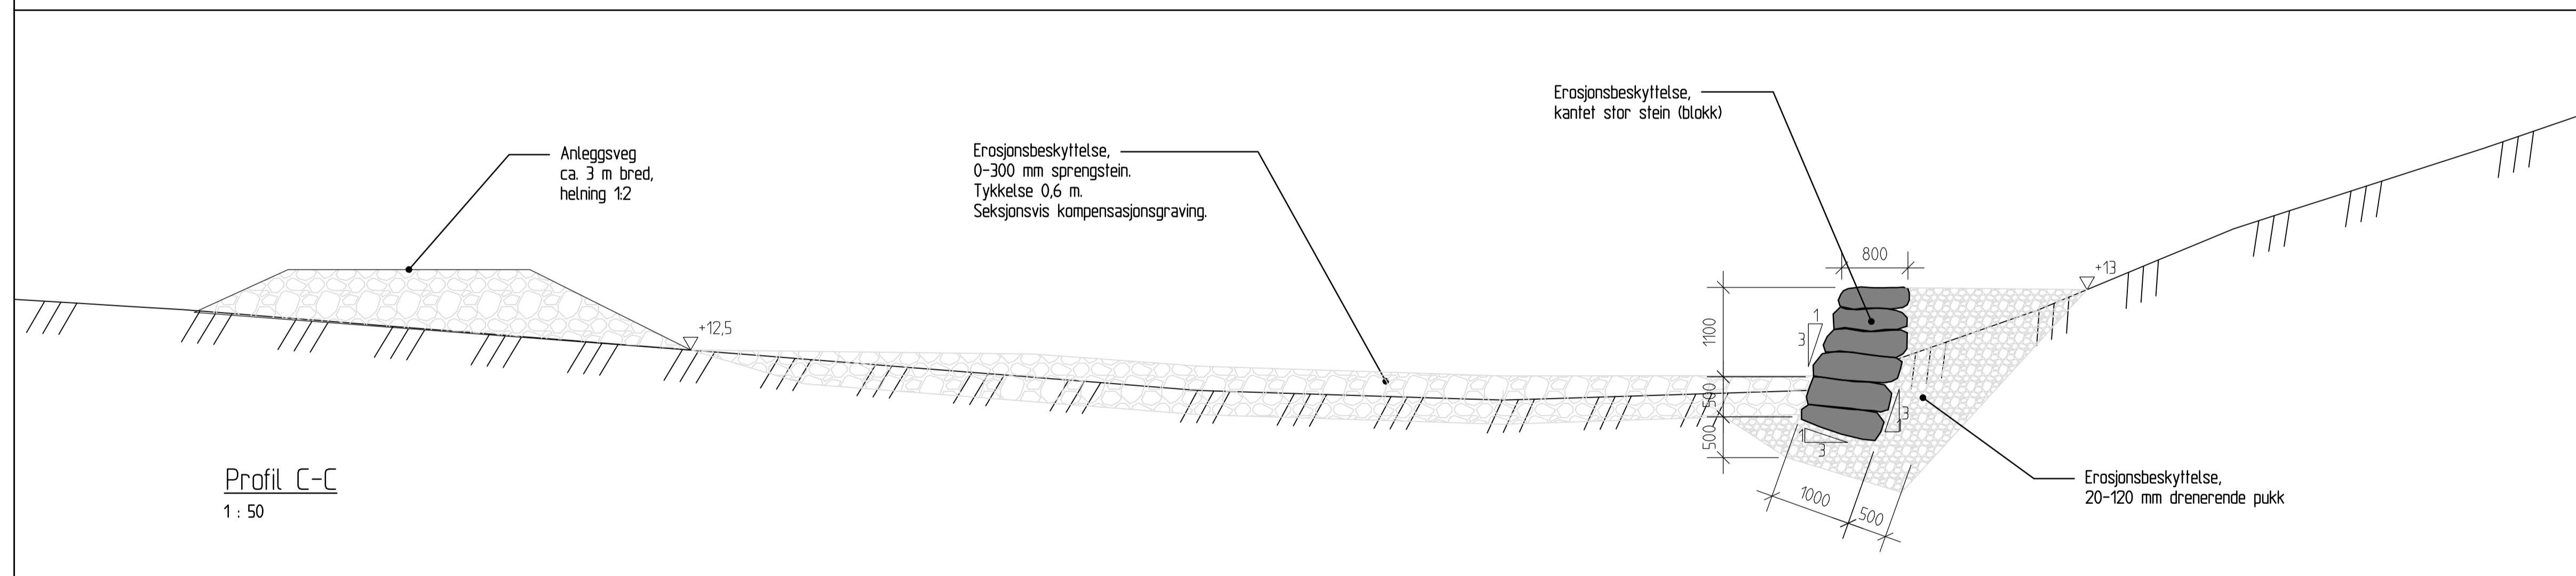 Erosjonsbeskyttelse,
kantet stor stein (blokk)
Anleggsveg
ca. 3 m bred,
helning 1:2
Erosjonsbeskyttelse,
0-300 mm sprengstein.
Tykkelse 0,6 m.
Seksjonsvis kompensasjonsgraving.
800
+13
+12,5
1100
1
3
500
500
3
1
1
3
1000
500
Erosjonsbeskyttelse,
20-120 mm drenerende pukk
Profil C-C
1 : 50